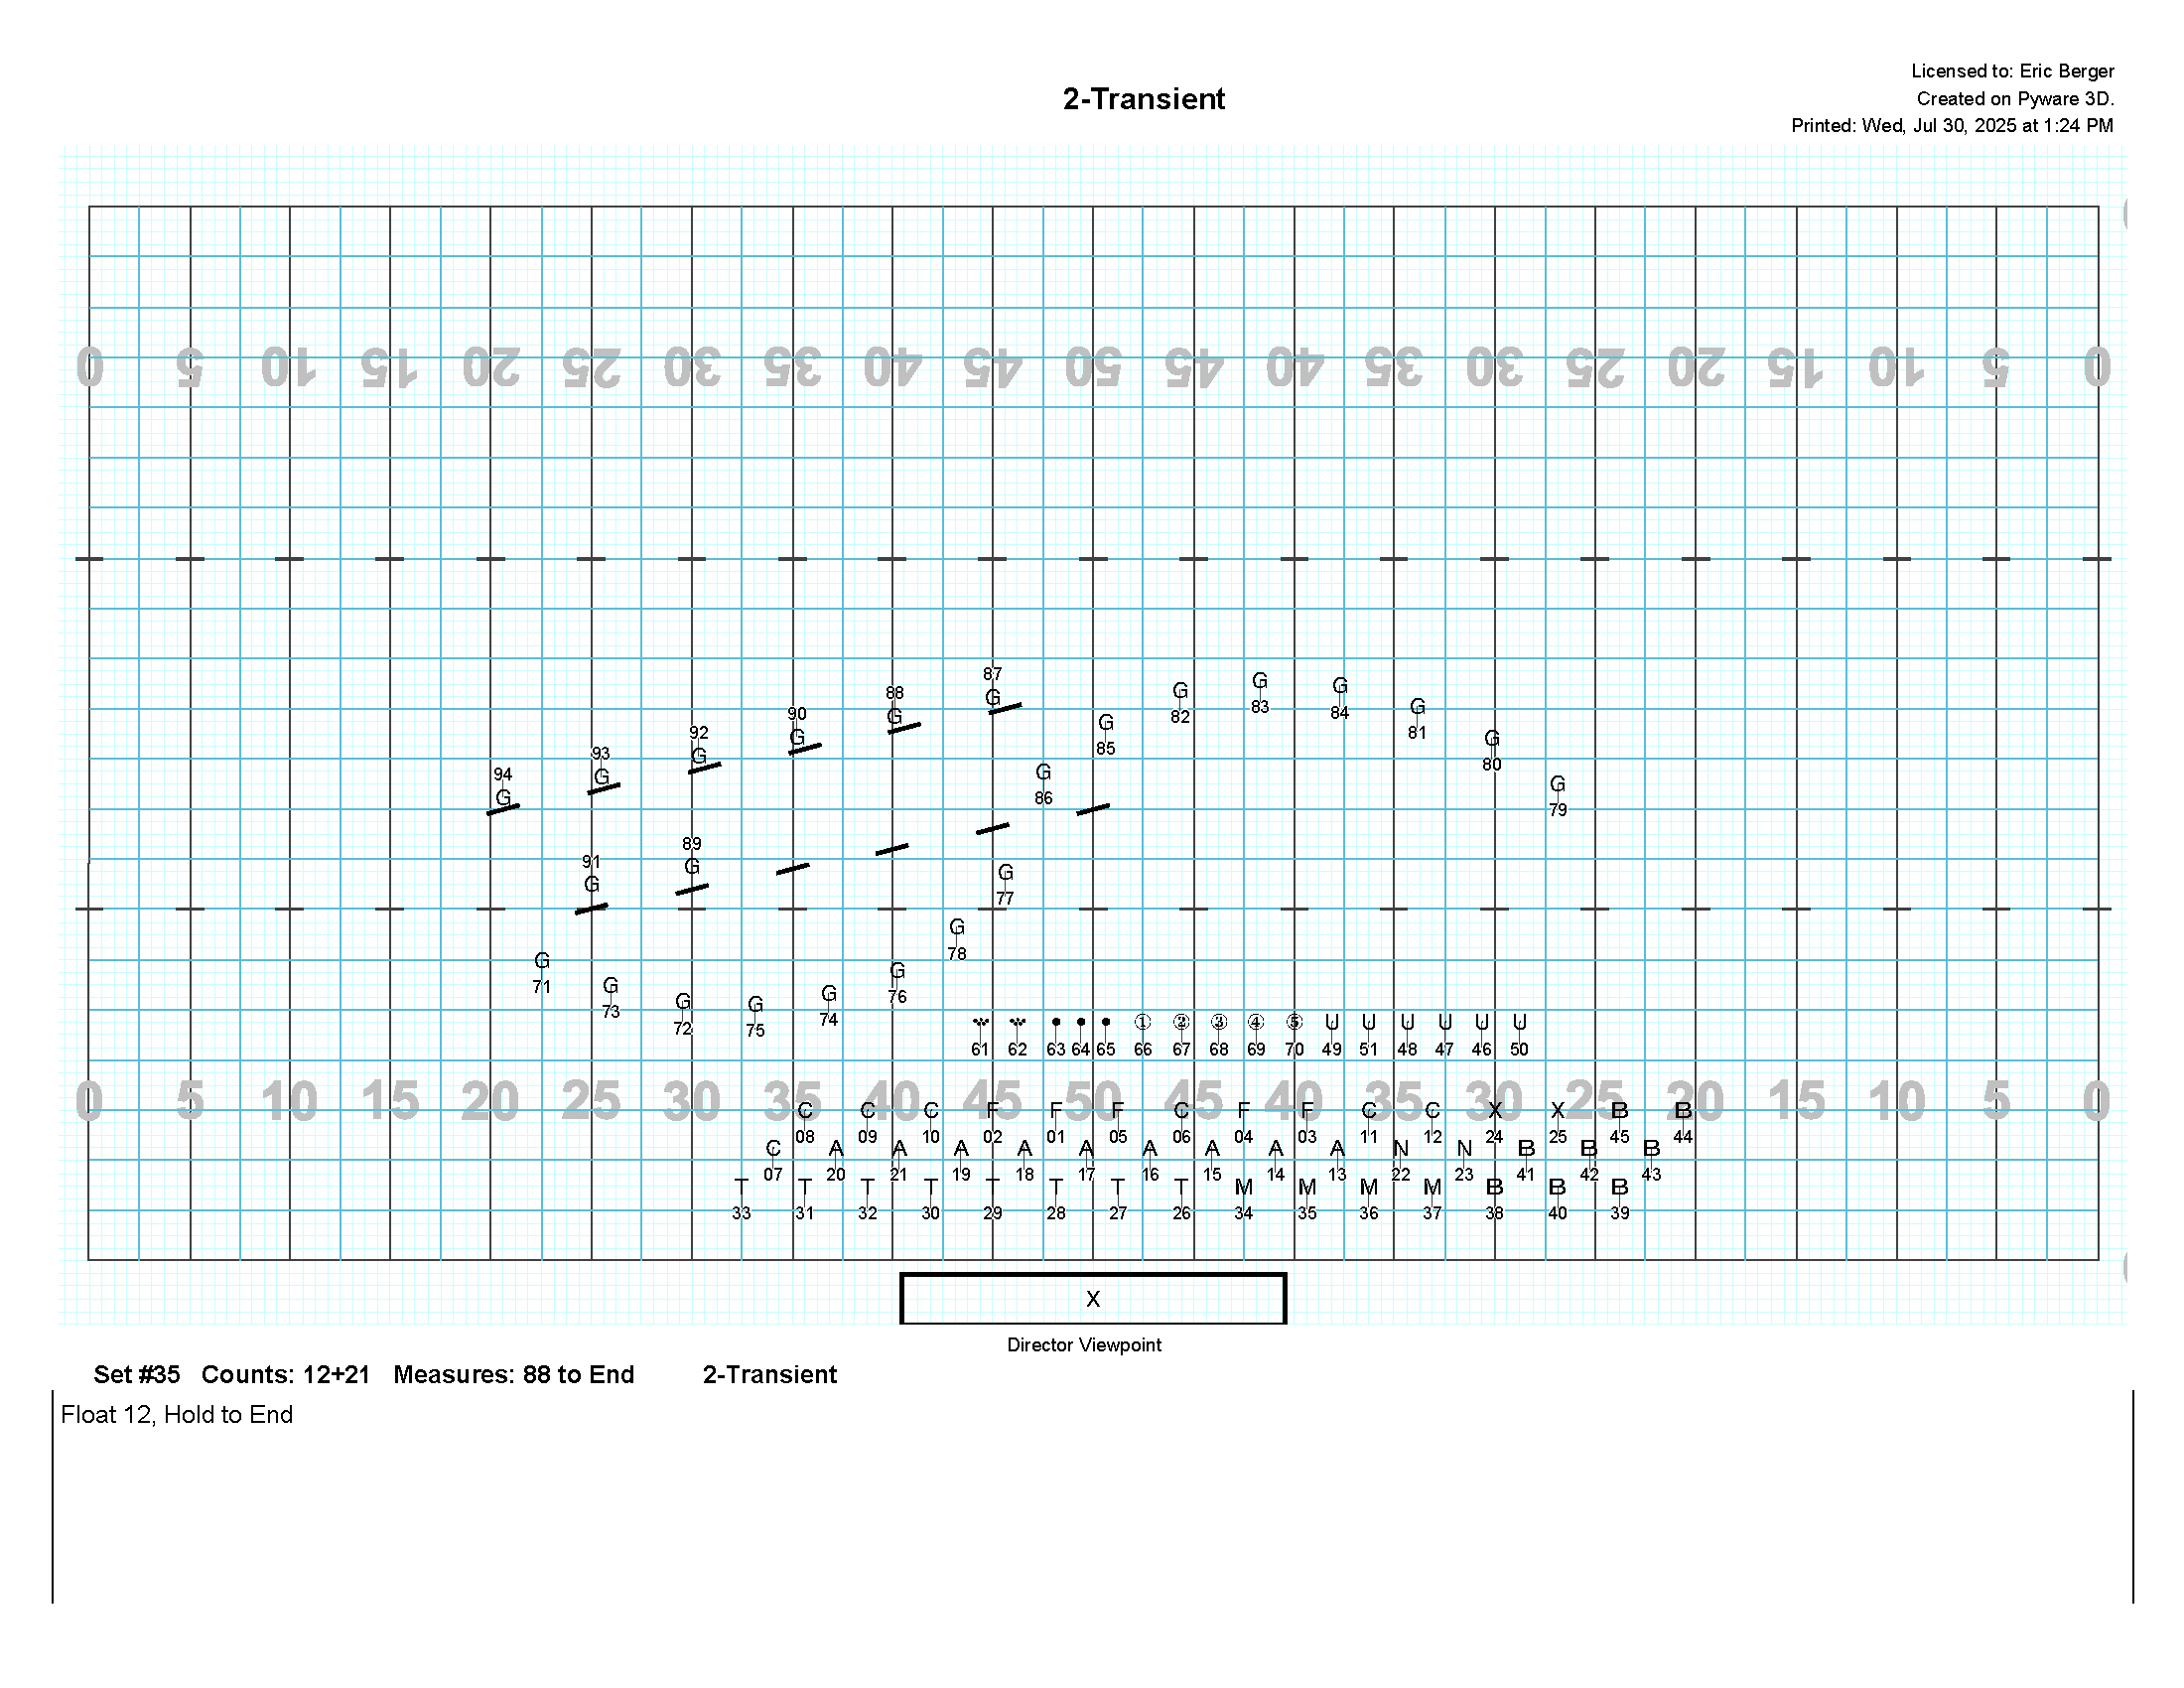 Licensed to: Eric Berger
2-Transient
Created on Pyware 3D.
Printed: Wed, Jul 30, 2025 at 1:24 PM
0 5 10 15 20 25 30 35 40 45 50 45 40 35 30 25 20 15 10 5 0
87
G G G
88 G 83 84
G 82 G
90 G 81
92 G 85 G
93 G 80
94 G G G
G 86 79
89
91 G G
G 77
G
G 78
71 G G
73 G G G 76
72 75 74
① ② ③ ④ ⑤ U U U U U U
61 62 63 64 65 66 67 68 69 70 49 51 48 47 46 50
0 5 10 15 20 25 30 35 40 45 50 45 40 35 30 25 20 15 10 5 0
C C C F F F C F F C C X X B B
08 09 10 02 01 05 06 04 03 11 12 24 25 45 44
C A A A A A A A A A N N B B B
07 20 21 19 18 17 16 15 14 13 22 23 41 42 43
T T T T T T T T M M M M B B B
33 31 32 30 29 28 27 26 34 35 36 37 38 40 39
X
Director Viewpoint
Set #35 Counts: 12+21 Measures: 88 to End 2-Transient
Float 12, Hold to End